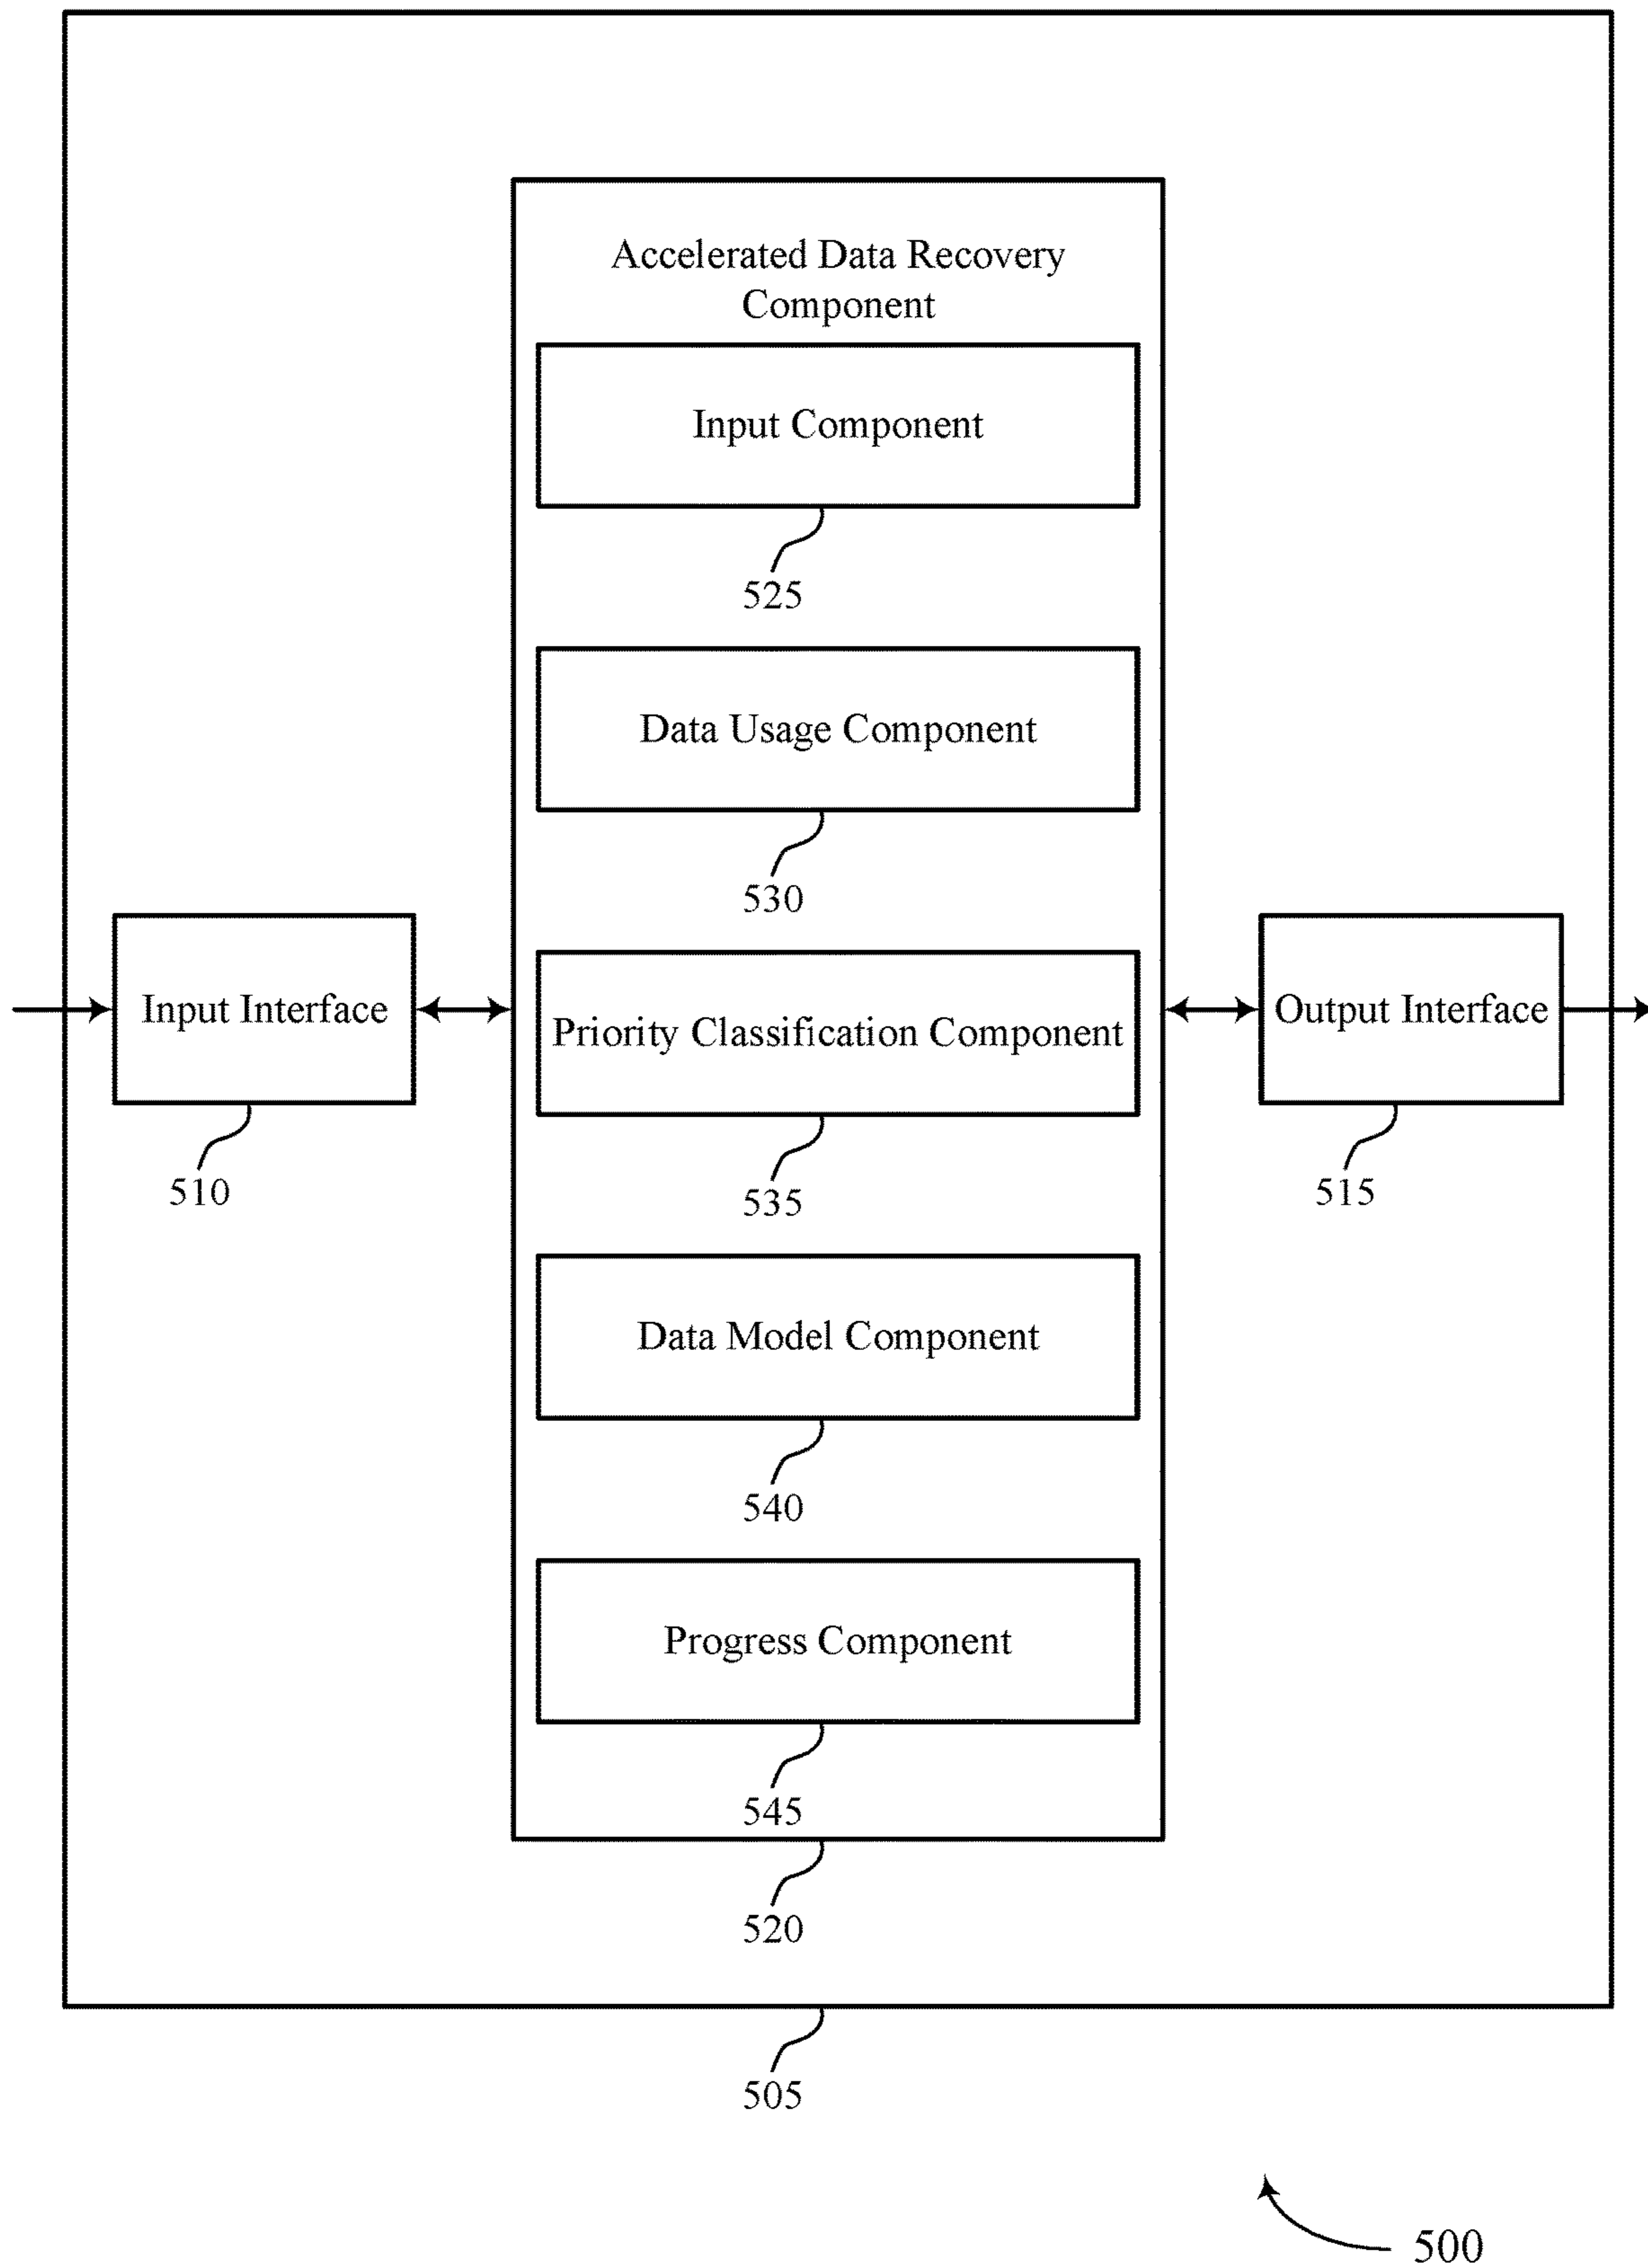 Accelerated Data Recovery
Component
Input Component
525
Data Usage Component
530
Input Interface
510
Priority Classification Component
535
Output Interface
515
Data Model Component
540
Progress Component
545
520
505
500